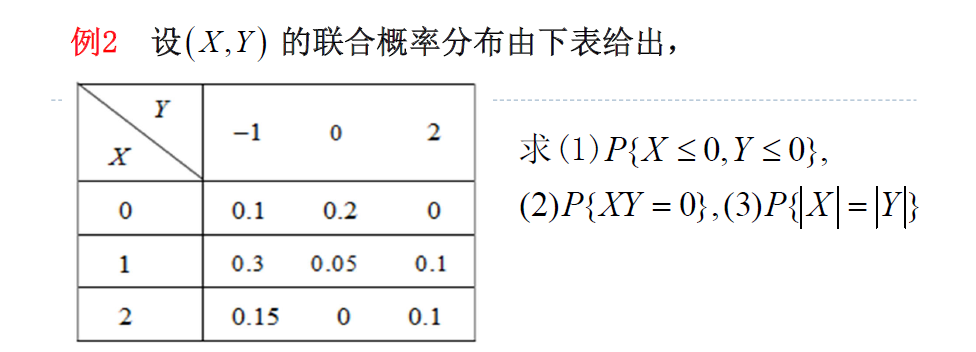 例2 设(X,Y) 的联合概率分布由下表给出，
Y
X
−1 0 2
0 0.1 0.2 0
1 0.3 0.05 0.1
2 0.15 0 0.1
求(1)P{X ≤ 0,Y ≤ 0},
(2)P{XY = 0},(3)P{|X| = |Y|}